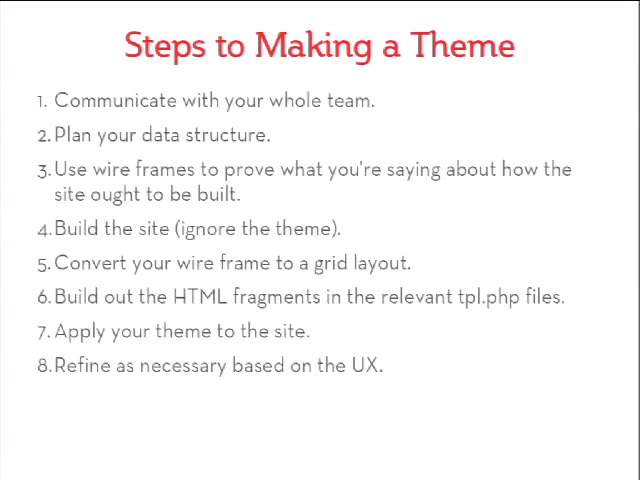 Steps to Making a Theme
1. Communicate with your whole team.
2. Plan your data structure.
3. Use wire frames to prove what you're saying about how the
site ought to be built.
4. Build the site (ignore the theme).
5. Convert your wire frame to a grid layout.
6. Build out the HTML fragments in the relevant tpl.php files.
7. Apply your theme to the site.
8. Refine as necessary based on the UX.